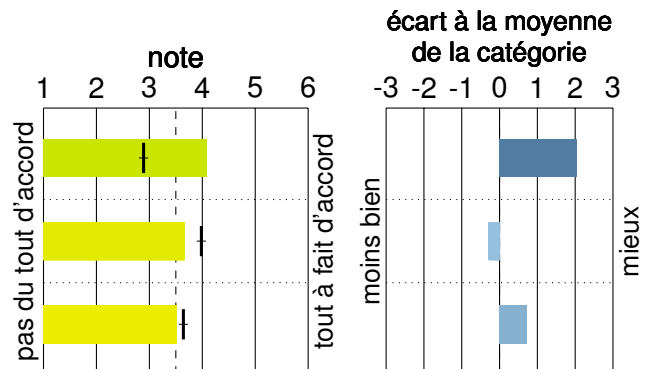 note
1 2 3 4 5 6
pas du tout d'accord
tout à fait d'accord
écart à la moyenne
de la catégorie
-3 -2 -1 0 1 2 3
moins bien
mieux